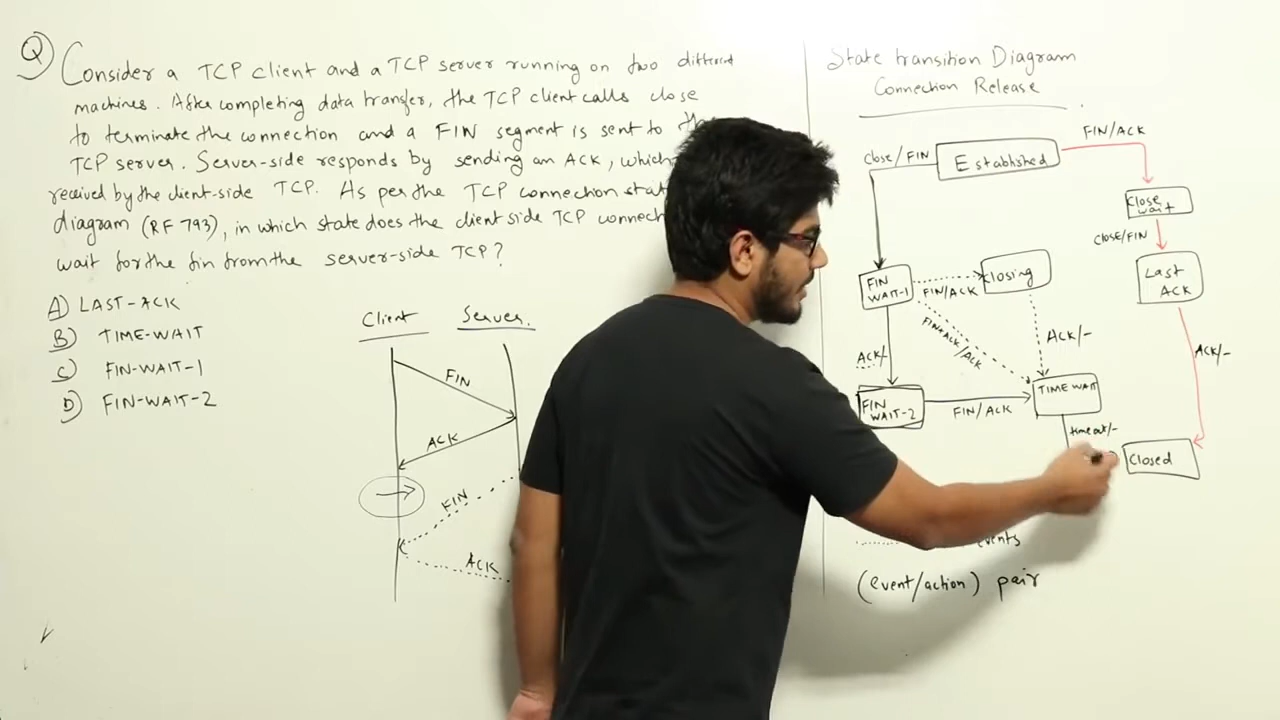 Q)
Consider a TCP client and a TCP server running on two different
machines. After completing data transfer, the TCP client calls close
to terminate the connection and a FIN segment is sent to the
TCP server. Server-side responds by sending an ACK, which
received by the client-side TCP. As per the TCP connection stat
diagram (RF 793), in which state does the client side TCP connect
wait for the fin from the server-side TCP?
A) LAST-ACK
B) TIME-WAIT
C) FIN-WAIT-1
D) FIN-WAIT-2
Client Server
FIN
ACK
FIN
ACK
State transition Diagram
Connection Release
FIN/ACK
close/FIN
Established
Close
wait
CLOSE/FIN
Last
ACK
FIN
WAIT-1
FIN/ACK
Closing
FIN+ACK/ACK
ACK/-
ACK/-
ACK/-
FIN
WAIT-2
FIN/ACK
TIME WAIT
timeout/-
Closed
events
(event/action) pair